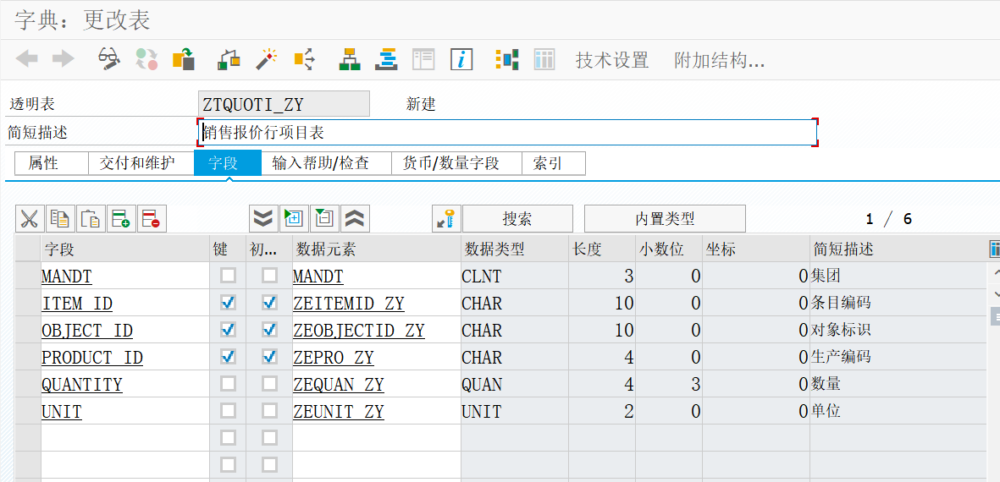 字典：更改表
技术设置 附加结构...
透明表 ZTQUOTI_ZY 新建
简短描述 销售报价行项目表
属性 交付和维护 字段 输入帮助/检查 货币/数量字段 索引
搜索 内置类型 1 / 6
字段 键 初... 数据元素 数据类型 长度 小数位 坐标 简短描述
MANDT MANDT CLNT 3 0 0 集团
ITEM_ID ZEITEMID_ZY CHAR 10 0 0 条目编码
OBJECT_ID ZEOBJECTID_ZY CHAR 10 0 0 对象标识
PRODUCT_ID ZEPRO_ZY CHAR 4 0 0 生产编码
QUANTITY ZEQUAN_ZY QUAN 4 3 0 数量
UNIT ZEUNIT_ZY UNIT 2 0 0 单位